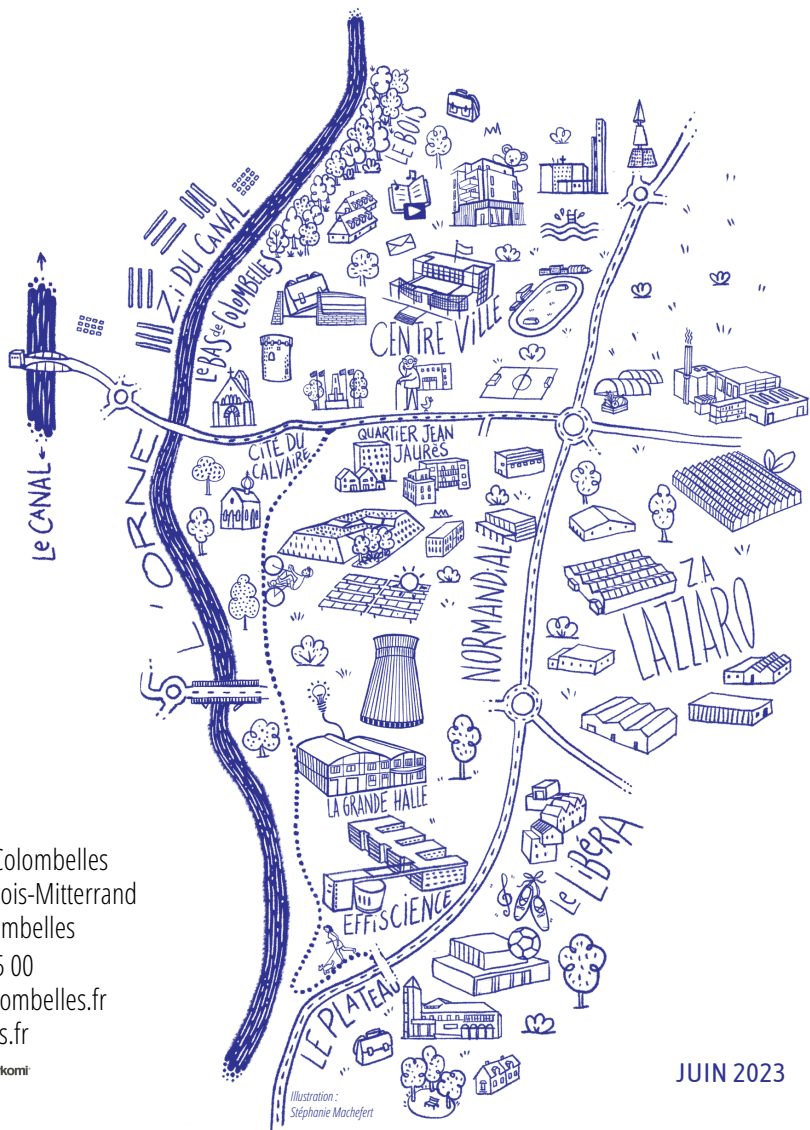 LE BOIS
Z.I DU CANAL
Le BAS de COLOMBELLES
CENTRE VILLE
Le CANAL
L'ORNE
CITÉ DU
CALVAIRE
QUARTIER JEAN
JAURÈS
NORMANDIAL
Z.A
LAZZARO
LA GRANDE HALLE
EFFISCIENCE
Le LIBÉRA
LE PLATEAU
Colombelles
ois-Mitterrand
mbelles
5 00
ombelles.fr
s.fr
komi
Illustration :
Stéphanie Machefert
JUIN 2023